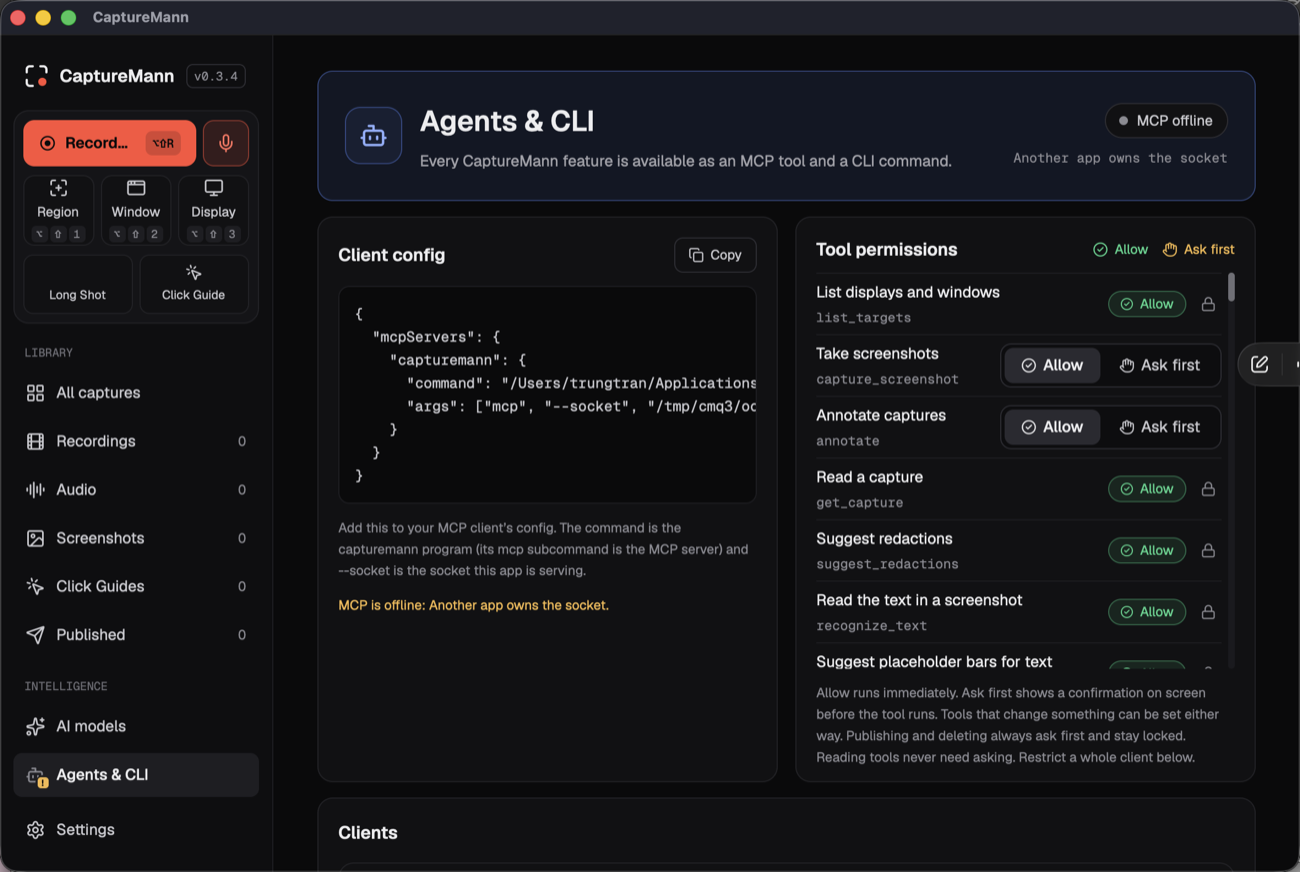 CaptureMann
CaptureMann v0.3.4
Record... ⌥⇧R
Region
⌥ ⇧ 1
Window
⌥ ⇧ 2
Display
⌥ ⇧ 3
Long Shot
Click Guide
LIBRARY
All captures
Recordings 0
Audio 0
Screenshots 0
Click Guides 0
Published 0
INTELLIGENCE
AI models
Agents & CLI
Settings
Agents & CLI
Every CaptureMann feature is available as an MCP tool and a CLI command.
MCP offline
Another app owns the socket
Client config
Copy
{
"mcpServers": {
"capturemann": {
"command": "/Users/trungtran/Applications
"args": ["mcp", "--socket", "/tmp/cmq3/
}
}
}
Add this to your MCP client's config. The command is the
capturemann program (its mcp subcommand is the MCP server) and
--socket is the socket this app is serving.
MCP is offline: Another app owns the socket.
Tool permissions
Allow Ask first
List displays and windows
list_targets
Allow
Take screenshots
capture_screenshot
Allow Ask first
Annotate captures
annotate
Allow Ask first
Read a capture
get_capture
Allow
Suggest redactions
suggest_redactions
Allow
Read the text in a screenshot
recognize_text
Allow
Suggest placeholder bars for text
Allow runs immediately. Ask first shows a confirmation on screen
before the tool runs. Tools that change something can be set either
way. Publishing and deleting always ask first and stay locked.
Reading tools never need asking. Restrict a whole client below.
Clients